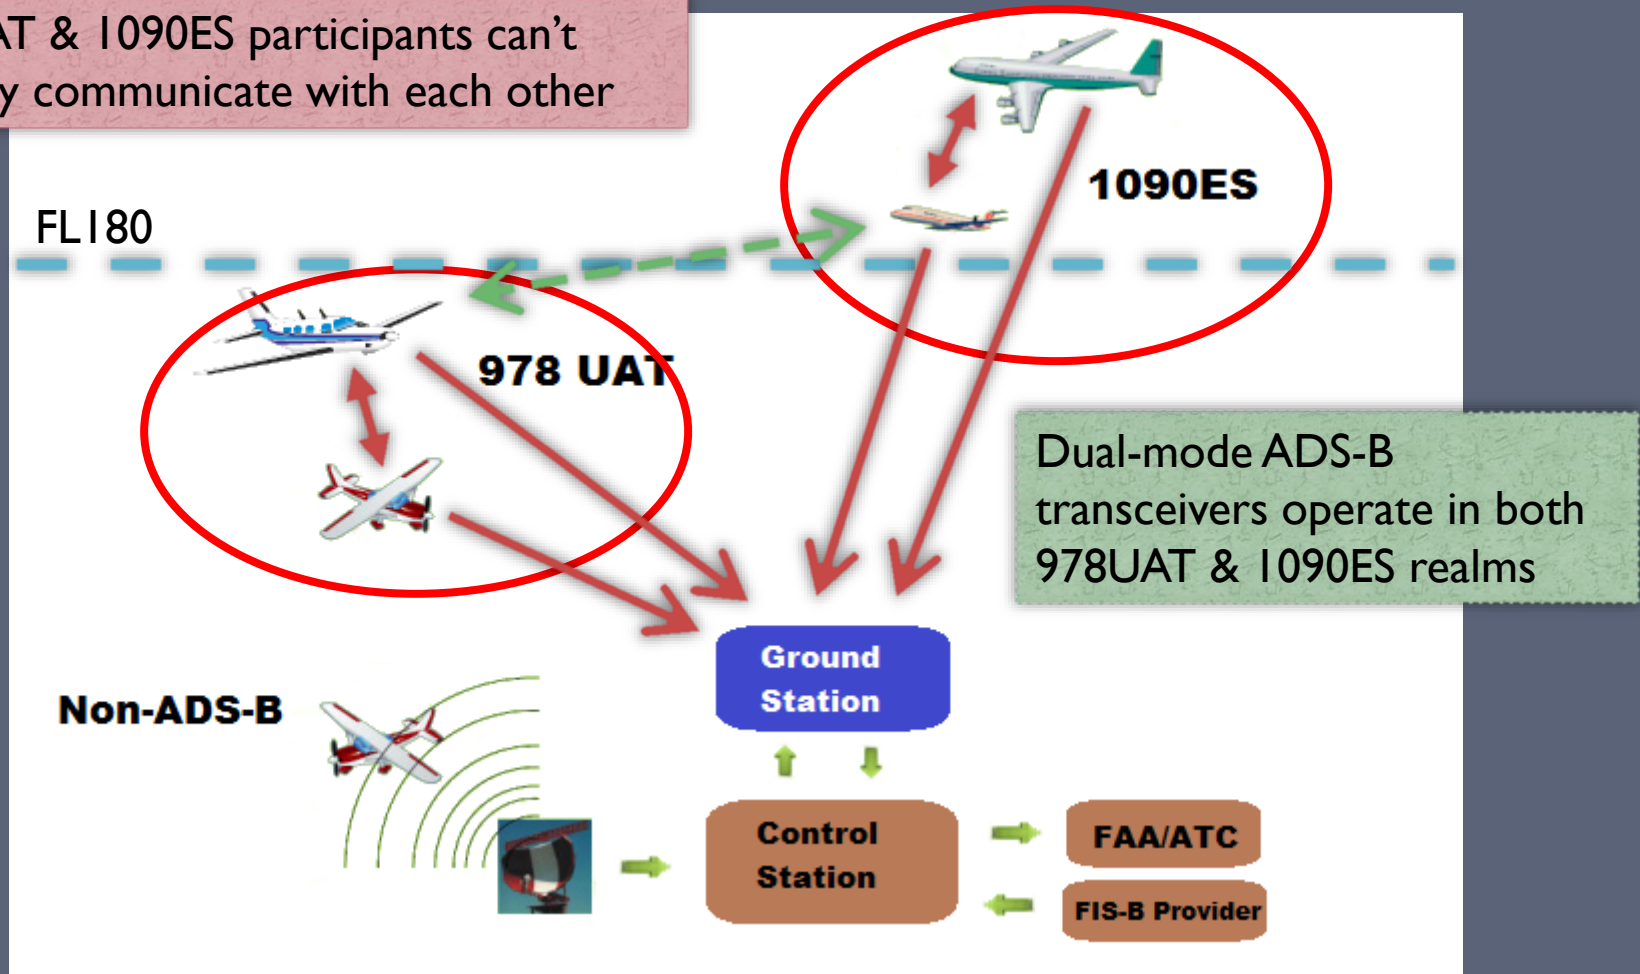 & 1090ES participants can't
communicate with each other
1090ES
FL180
978 UAT
Dual-mode ADS-B
transceivers operate in both
978UAT & 1090ES realms
Ground
Station
Non-ADS-B
Control
Station
FAA/ATC
FIS-B Provider